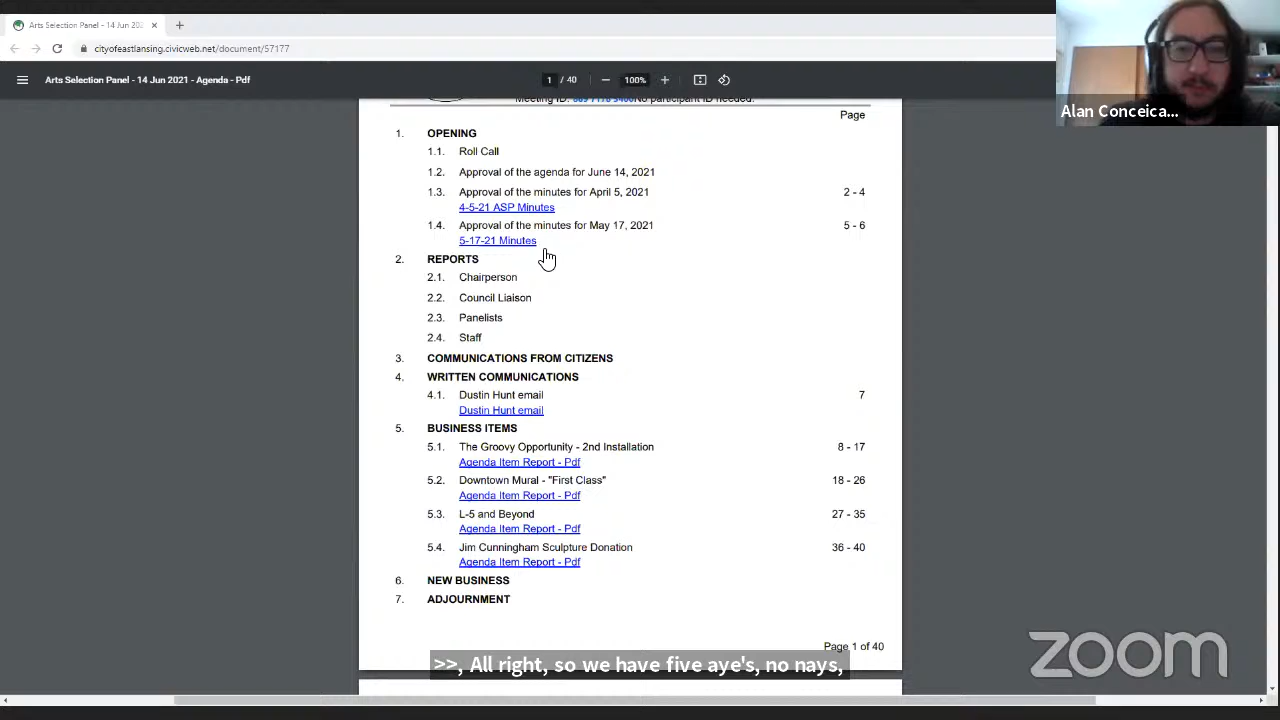 Arts Selection Panel - 14 Jun 202
cityofeastlansing.civicweb.net/document/57177
Arts Selection Panel - 14 Jun 2021 - Agenda - Pdf
1 / 40
100%
Alan Conceica...
Meeting ID: 889 7178 3400No participant ID needed.
Page
1. OPENING
1.1. Roll Call
1.2. Approval of the agenda for June 14, 2021
1.3. Approval of the minutes for April 5, 2021 2 - 4
4-5-21 ASP Minutes
1.4. Approval of the minutes for May 17, 2021 5 - 6
5-17-21 Minutes
2. REPORTS
2.1. Chairperson
2.2. Council Liaison
2.3. Panelists
2.4. Staff
3. COMMUNICATIONS FROM CITIZENS
4. WRITTEN COMMUNICATIONS
4.1. Dustin Hunt email 7
Dustin Hunt email
5. BUSINESS ITEMS
5.1. The Groovy Opportunity - 2nd Installation 8 - 17
Agenda Item Report - Pdf
5.2. Downtown Mural - "First Class" 18 - 26
Agenda Item Report - Pdf
5.3. L-5 and Beyond 27 - 35
Agenda Item Report - Pdf
5.4. Jim Cunningham Sculpture Donation 36 - 40
Agenda Item Report - Pdf
6. NEW BUSINESS
7. ADJOURNMENT
Page 1 of 40
>>, All right, so we have five aye's, no nays,
zoom